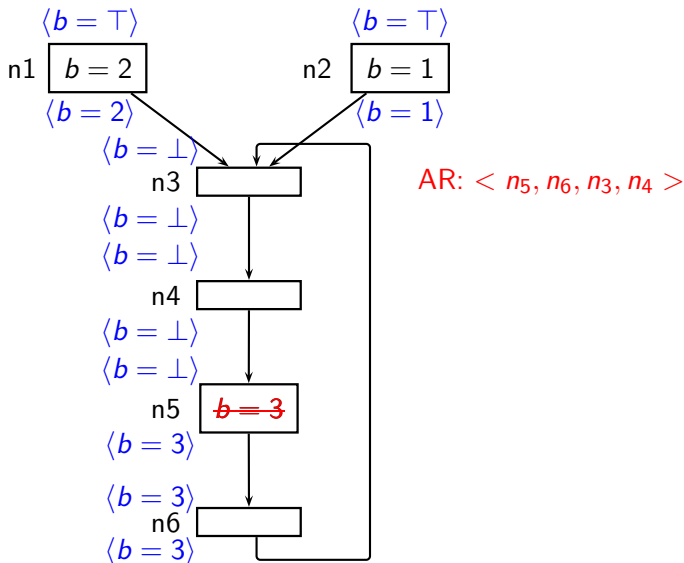 ⟨b = ⊤⟩ ⟨b = ⊤⟩
n1 b = 2 n2 b = 1
⟨b = 2⟩ ⟨b = 1⟩
⟨b = ⊥⟩
n3 AR: < n₅, n₆, n₃, n₄ >
⟨b = ⊥⟩
⟨b = ⊥⟩
n4
⟨b = ⊥⟩
⟨b = ⊥⟩
n5 b = 3
⟨b = 3⟩
⟨b = 3⟩
n6
⟨b = 3⟩